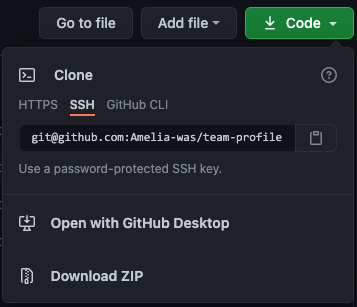 Go to file Add file Code
Clone
HTTPS SSH GitHub CLI
git@github.com:Amelia-was/team-profile
Use a password-protected SSH key.
Open with GitHub Desktop
Download ZIP